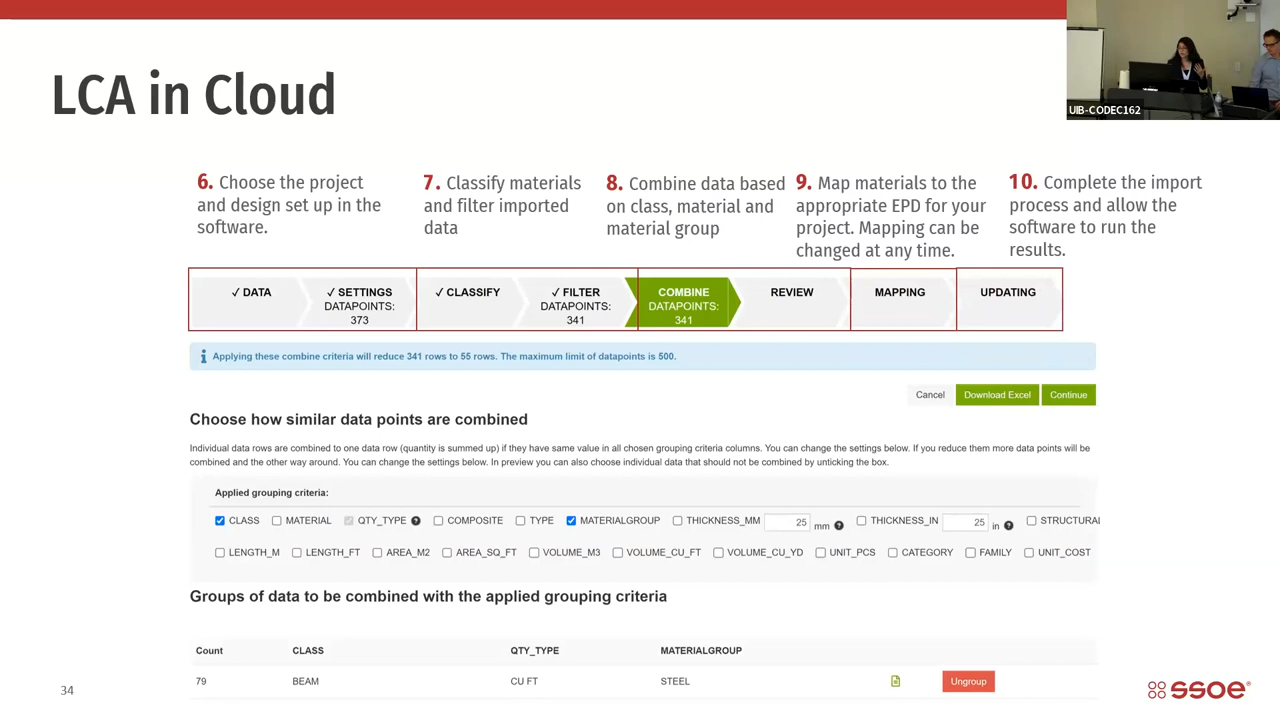 LCA in Cloud
UIB-CODEC162
6. Choose the project
and design set up in the
software.
7. Classify materials
and filter imported
data
8. Combine data based
on class, material and
material group
9. Map materials to the
appropriate EPD for your
project. Mapping can be
changed at any time.
10. Complete the import
process and allow the
software to run the
results.
✓ DATA
✓ SETTINGS
DATAPOINTS:
373
✓ CLASSIFY
✓ FILTER
DATAPOINTS:
341
COMBINE
DATAPOINTS:
341
REVIEW
MAPPING
UPDATING
Applying these combine criteria will reduce 341 rows to 55 rows. The maximum limit of datapoints is 500.
Cancel Download Excel Continue
Choose how similar data points are combined
Individual data rows are combined to one data row (quantity is summed up) if they have same value in all chosen grouping criteria columns. You can change the settings below. If you reduce them more data points will be
combined and the other way around. You can change the settings below. In preview you can also choose individual data that should not be combined by unticking the box.
Applied grouping criteria:
CLASS MATERIAL QTY_TYPE ? COMPOSITE TYPE MATERIALGROUP THICKNESS_MM 25 mm ? THICKNESS_IN 25 in ? STRUCTURAL
LENGTH_M LENGTH_FT AREA_M2 AREA_SQ_FT VOLUME_M3 VOLUME_CU_FT VOLUME_CU_YD UNIT_PCS CATEGORY FAMILY UNIT_COST
Groups of data to be combined with the applied grouping criteria
Count CLASS QTY_TYPE MATERIALGROUP
79 BEAM CU FT STEEL Ungroup
34
ssoe®